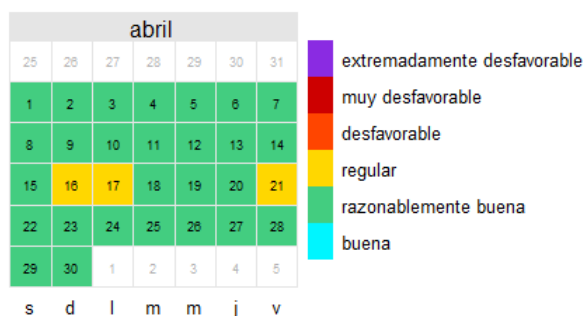 abril
25 26 27 28 29 30 31
1 2 3 4 5 6 7
8 9 10 11 12 13 14
15 16 17 18 19 20 21
22 23 24 25 26 27 28
29 30 1 2 3 4 5
s d l m m j v
extremadamente desfavorable
muy desfavorable
desfavorable
regular
razonablemente buena
buena